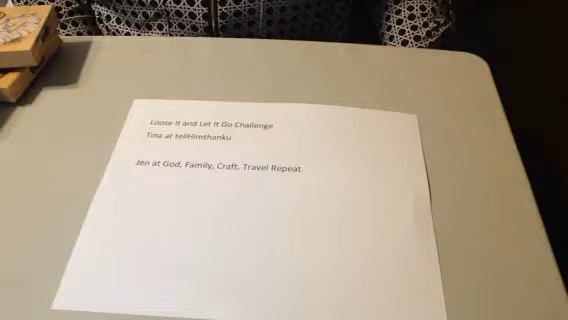 Loose It and Let It Go Challenge
Tina at tellHimthanku
Jen at God, Family, Craft, Travel Repeat